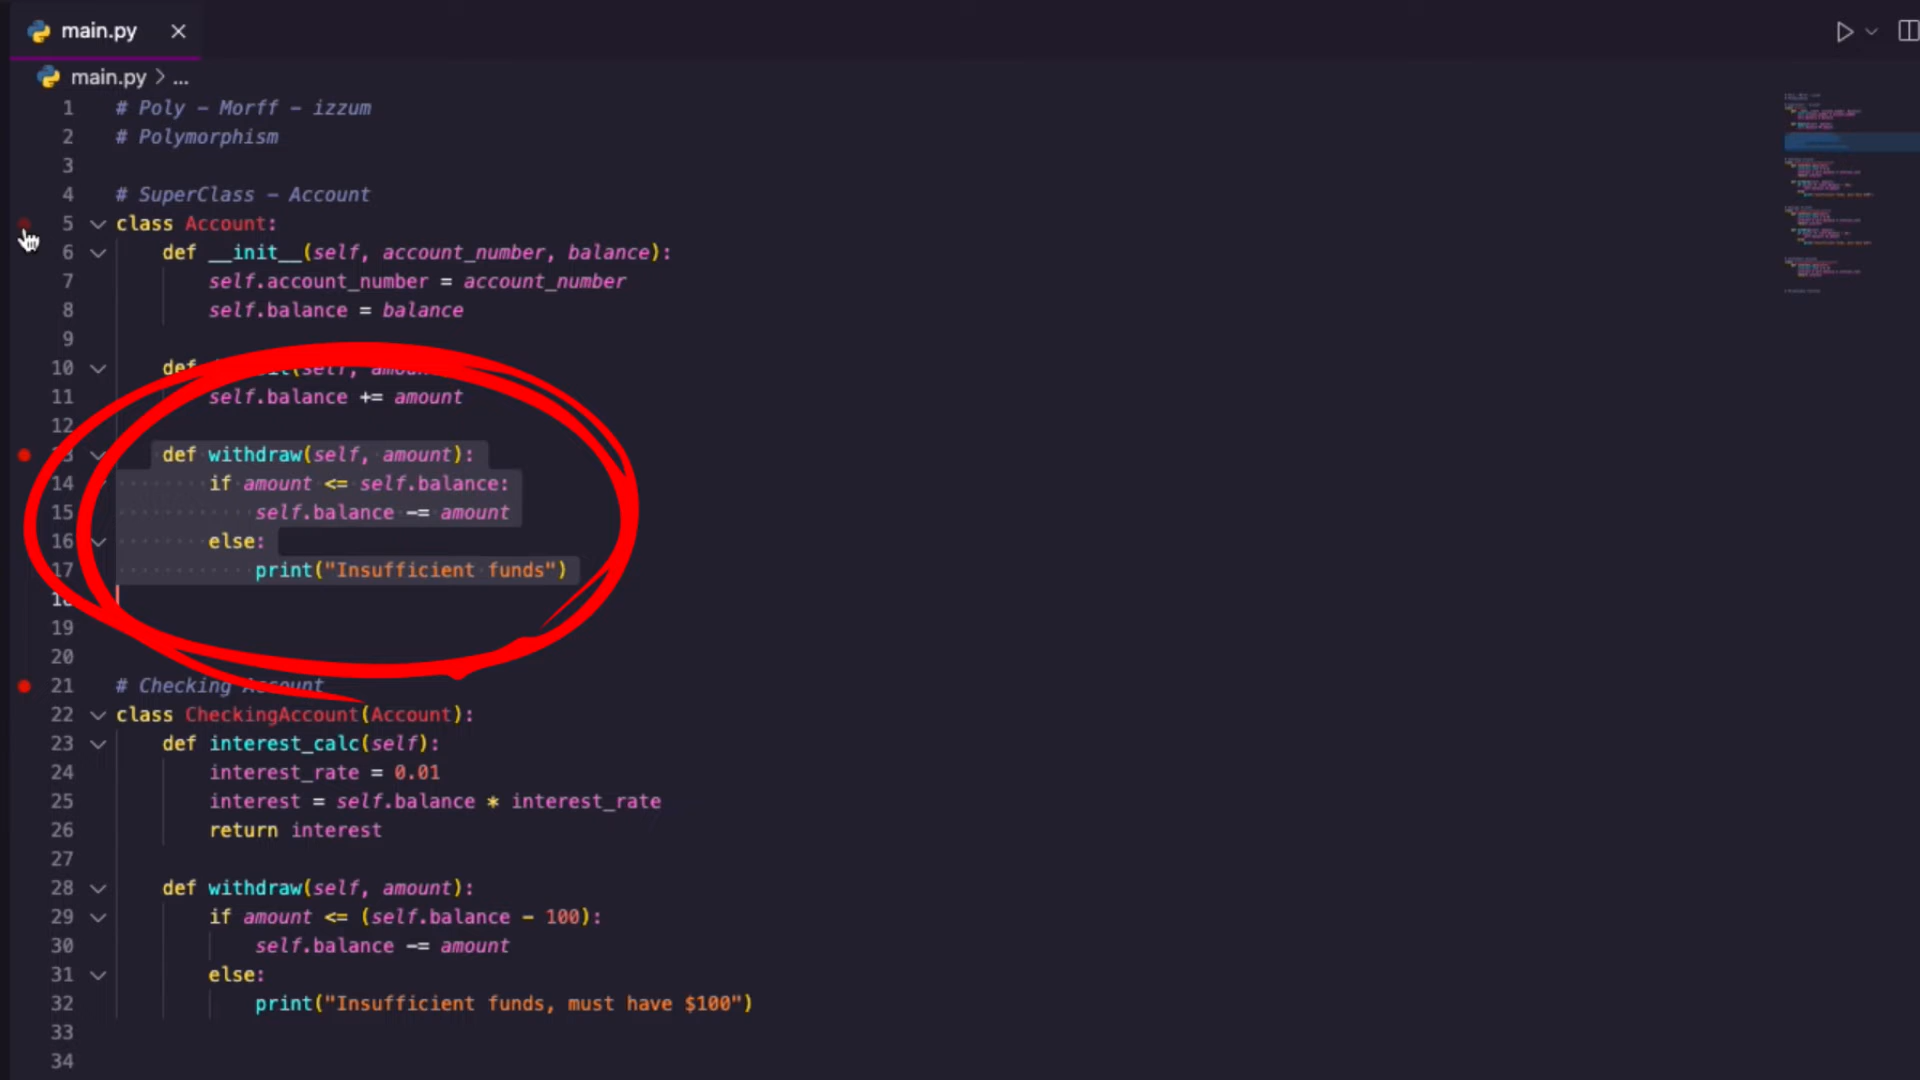 main.py
main.py > ...
1 # Poly - Morff - izzum
2 # Polymorphism
3
4 # SuperClass - Account
5 class Account:
6 def __init__(self, account_number, balance):
7 self.account_number = account_number
8 self.balance = balance
9
10 def (self, amount
11 self.balance += amount
12
13 def withdraw(self, amount):
14 if amount <= self.balance:
15 self.balance -= amount
16 else:
17 print("Insufficient funds")
18
19
20
21 # Checking Account
22 class CheckingAccount(Account):
23 def interest_calc(self):
24 interest_rate = 0.01
25 interest = self.balance * interest_rate
26 return interest
27
28 def withdraw(self, amount):
29 if amount <= (self.balance - 100):
30 self.balance -= amount
31 else:
32 print("Insufficient funds, must have $100")
33
34